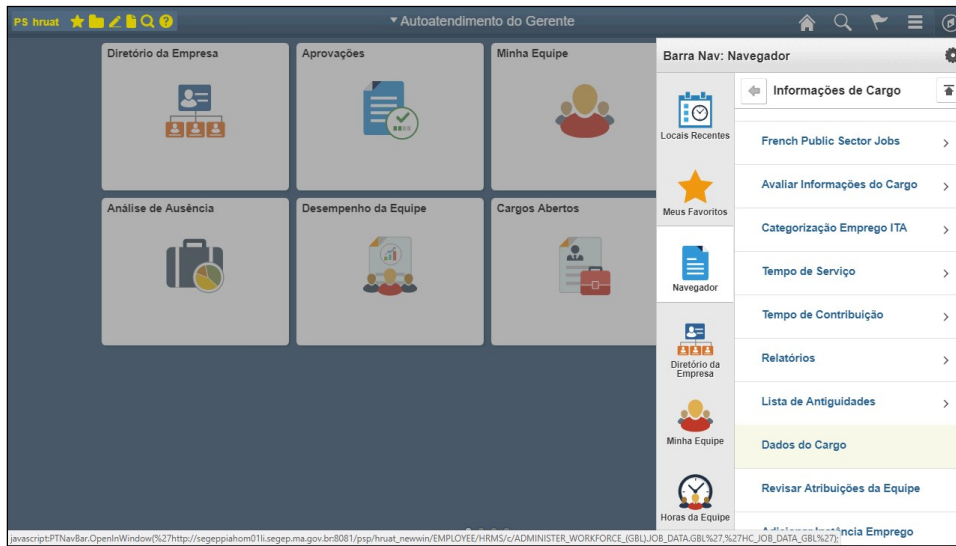 PS hruat
Autoatendimento do Gerente
Diretório da Empresa
Aprovações
Minha Equipe
Análise de Ausência
Desempenho da Equipe
Cargos Abertos
Barra Nav: Navegador
Locais Recentes
Meus Favoritos
Navegador
Diretório da
Empresa
Minha Equipe
Horas da Equipe
Informações de Cargo
French Public Sector Jobs
Avaliar Informações do Cargo
Categorização Emprego ITA
Tempo de Serviço
Tempo de Contribuição
Relatórios
Lista de Antiguidades
Dados do Cargo
Revisar Atribuições da Equipe
Adicionar Instância Emprego
javascript:PTNavBar.OpenInWindow(%27http://segeppiahom01li.segep.ma.gov.br:8081/psp/hruat_newwin/EMPLOYEE/HRMS/c/ADMINISTER_WORKFORCE_(GBL).JOB_DATA.GBL%27,%27HC_JOB_DATA_GBL%27);